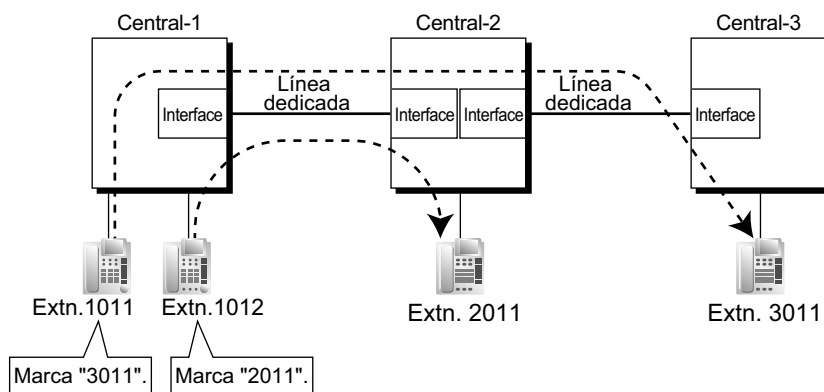 Central-1
Central-2
Central-3
Línea
dedicada
Línea
dedicada
Interface
Interface
Interface
Interface
Extn.1011
Extn.1012
Extn. 2011
Extn. 3011
Marca "3011".
Marca "2011".